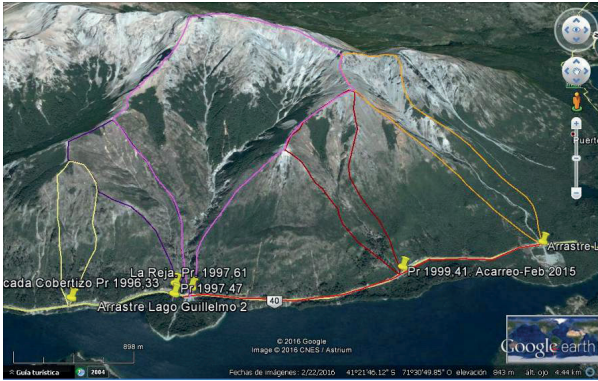 Puerto
Arrastre L
La Reja- Pr. 1997,61
cada Cobertizo Pr 1996,33
Pr 1997.47
Pr 1999,41. Acarreo-Feb 2015
Arrastre Lago Guillelmo 2
40
© 2016 Google
Image © 2016 CNES / Astrium
Google earth
898 m
Guía turística
2004
Fechas de imágenes: 2/22/2016 41°21'46.12" S 71°30'49.85" O elevación 843 m alt. ojo 4.44 km